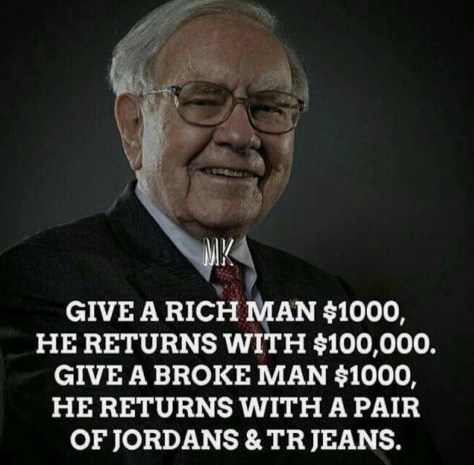 MK
GIVE A RICH MAN $1000,
HE RETURNS WITH $100,000.
GIVE A BROKE MAN $1000,
HE RETURNS WITH A PAIR
OF JORDANS & TR JEANS.